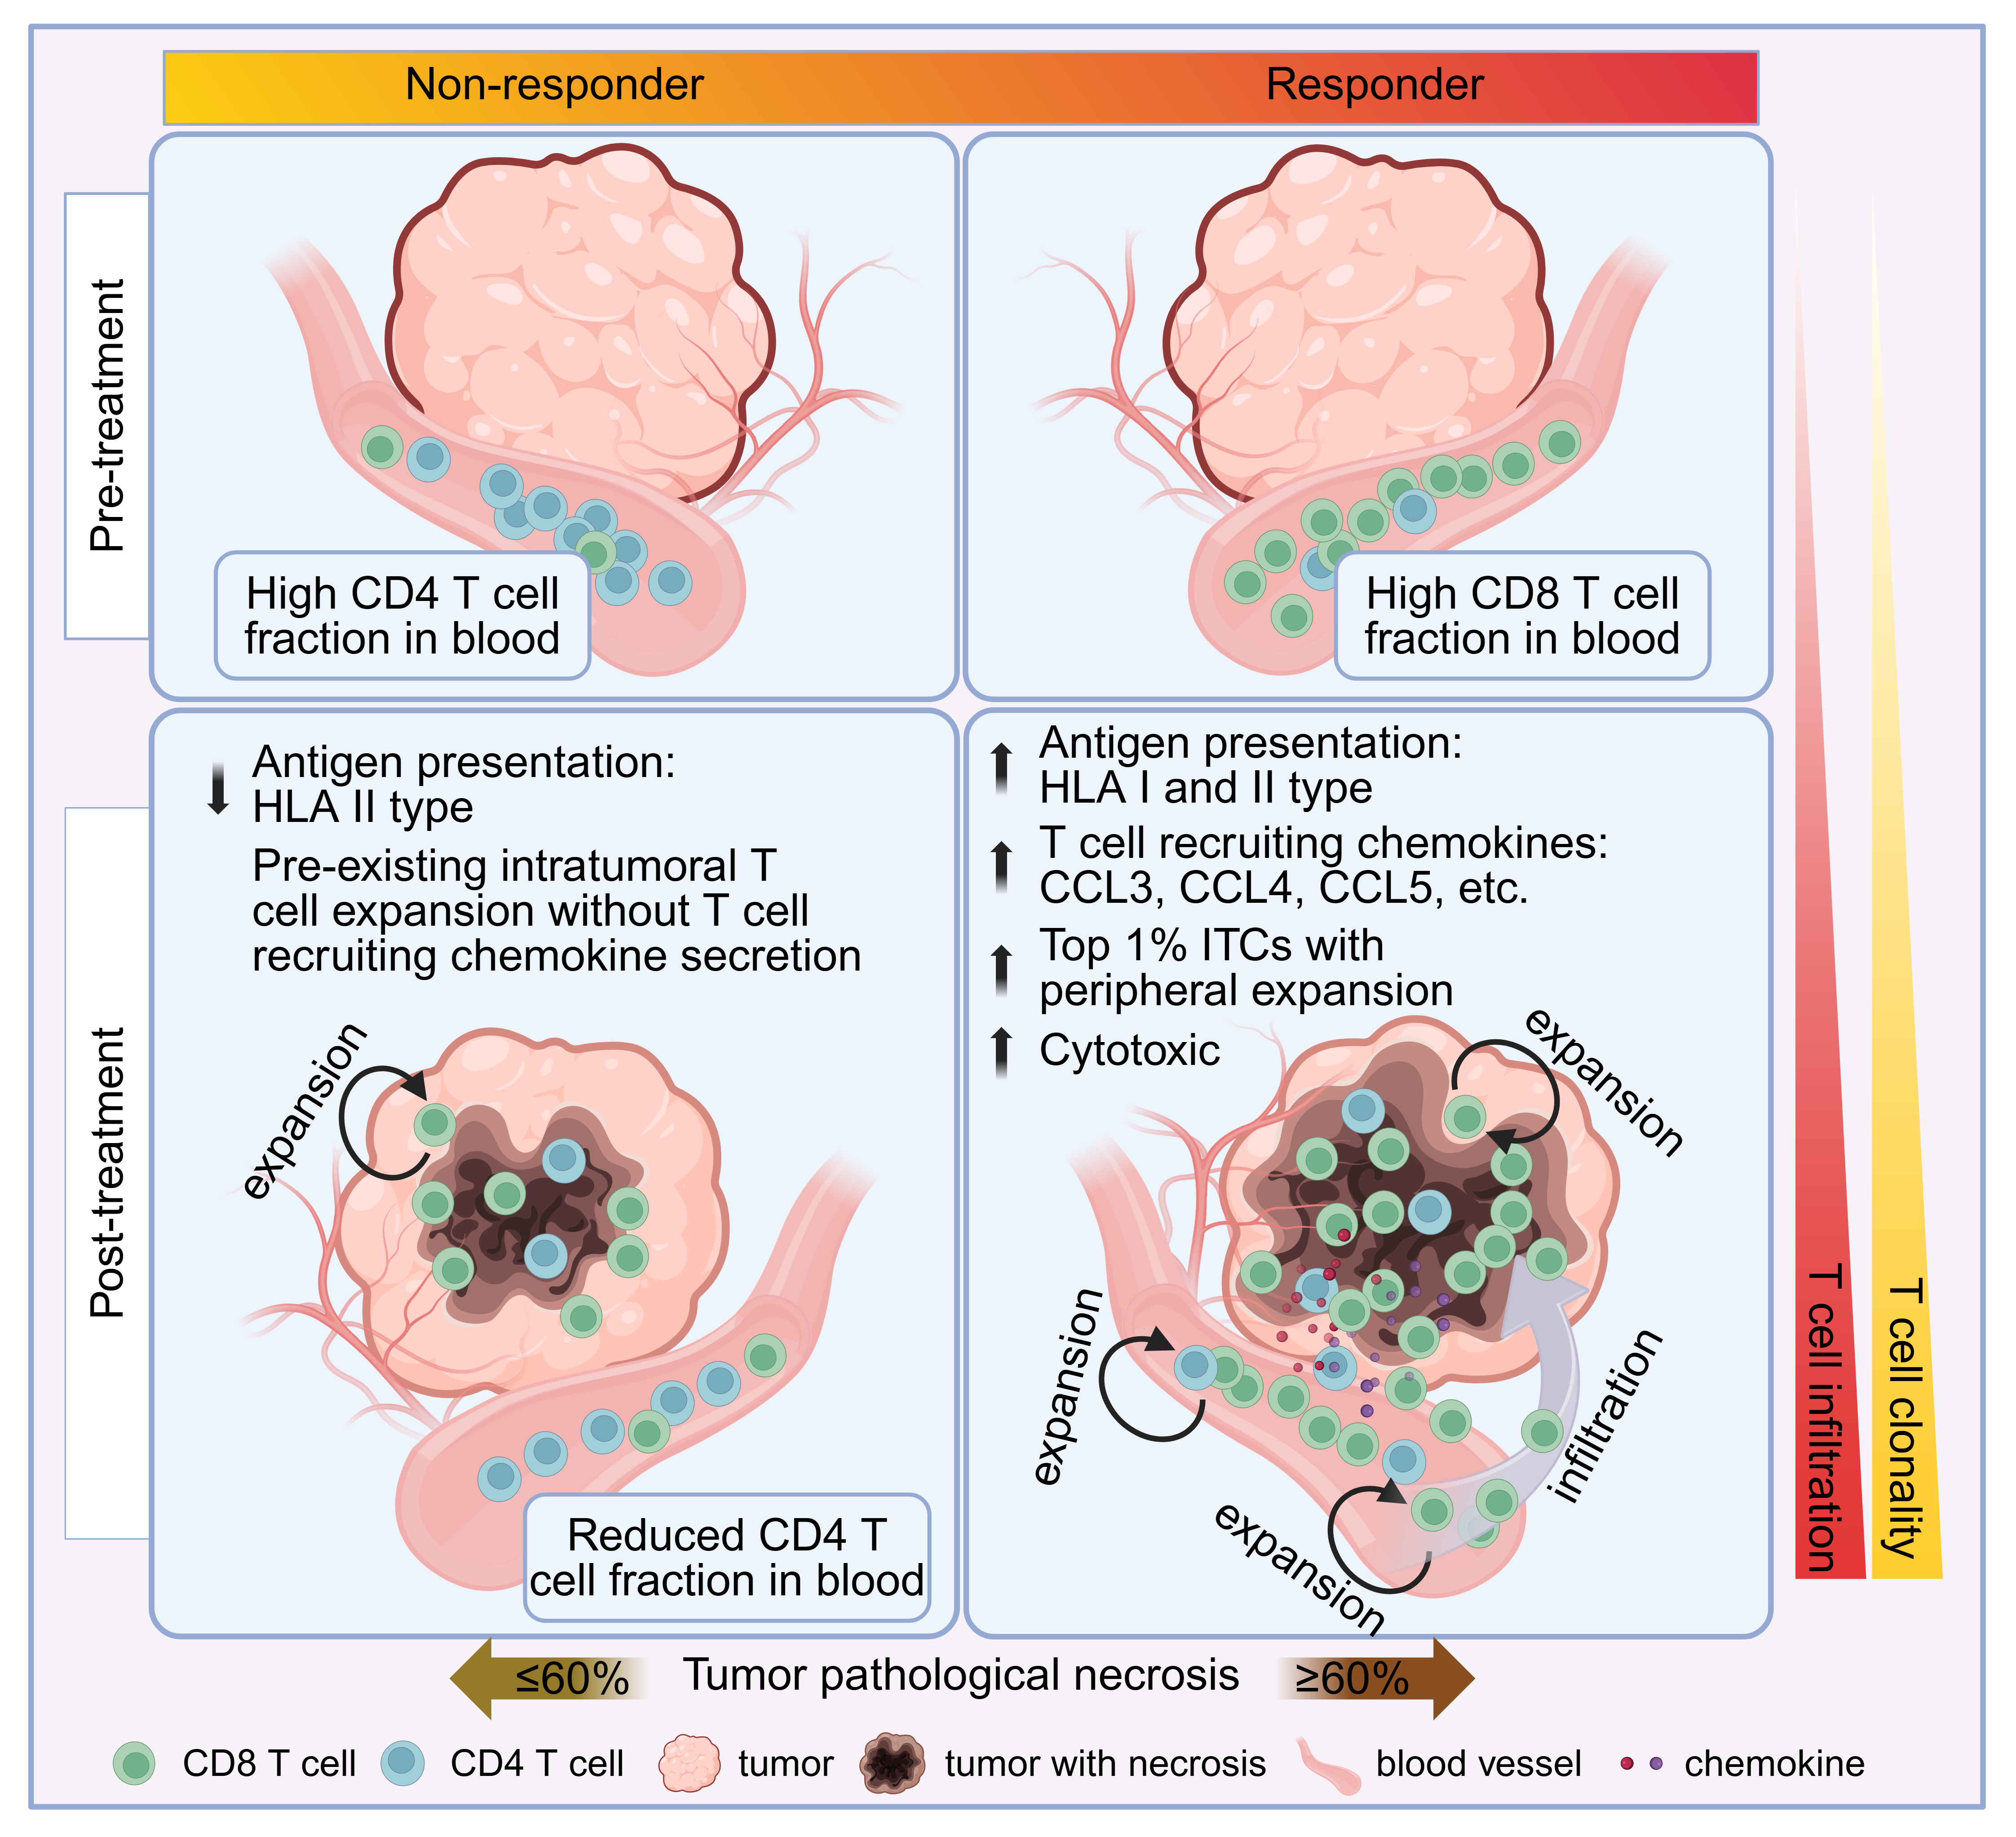 Non-responder
Responder
Pre-treatment
High CD4 T cell
fraction in blood
High CD8 T cell
fraction in blood
Post-treatment
Antigen presentation:
HLA II type
Pre-existing intratumoral T
cell expansion without T cell
recruiting chemokine secretion
expansion
Reduced CD4 T
cell fraction in blood
Antigen presentation:
HLA I and II type
T cell recruiting chemokines:
CCL3, CCL4, CCL5, etc.
Top 1% ITCs with
peripheral expansion
Cytotoxic
expansion
expansion
expansion
infiltration
T cell infiltration
T cell clonality
≤60%
Tumor pathological necrosis
≥60%
CD8 T cell
CD4 T cell
tumor
tumor with necrosis
blood vessel
chemokine